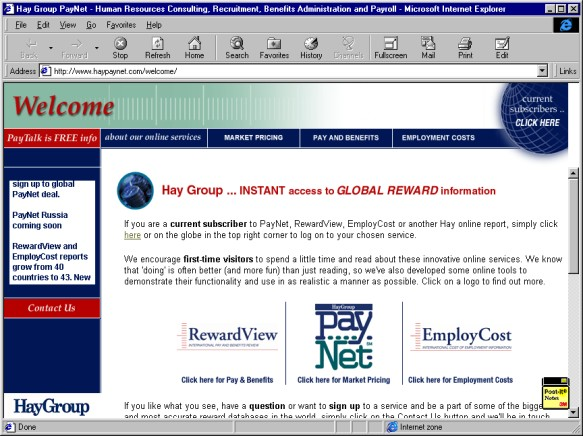 Hay Group PayNet - Human Resources Consulting, Recruitment, Benefits Administration and Payroll - Microsoft Internet Explorer
File Edit View Go Favorites Help
Back Forward Stop Refresh Home Search Favorites History Channels Fullscreen Mail Print Edit
Address http://www.haypaynet.com/welcome/ Links
Welcome
current
subscribers ..
CLICK HERE
PayTalk is FREE info about our online services MARKET PRICING PAY AND BENEFITS EMPLOYMENT COSTS
sign up to global
PayNet deal.
PayNet Russia
coming soon
RewardView and
EmployCost reports
grow from 40
countries to 43. New
Contact Us
HayGroup
Hay Group ... INSTANT access to GLOBAL REWARD information
If you are a current subscriber to PayNet, RewardView, EmployCost or another Hay online report, simply click
here or on the globe in the top right corner to log on to your chosen service.
We encourage first-time visitors to spend a little time and read about these innovative online services. We know
that 'doing' is often better (and more fun) than just reading, so we've also developed some online tools to
demonstrate their functionality and use in as realistic a manner as possible. Click on a logo to find out more.
RewardView
INTERNATIONAL PAY AND BENEFITS REVIEW
Click here for Pay & Benefits
HayGroup
pay
Net
Click here for Market Pricing
EmployCost
INTERNATIONAL COST OF EMPLOYMENT INFORMATION
Click here for Employment Costs
Post-it
Notes
3M
If you like what you see, have a question or want to sign up to a service and be a part of some of the biggest
and most accurate reward databases in the world, simply click on the Contact Us button and we'll be in touch
Done Internet zone